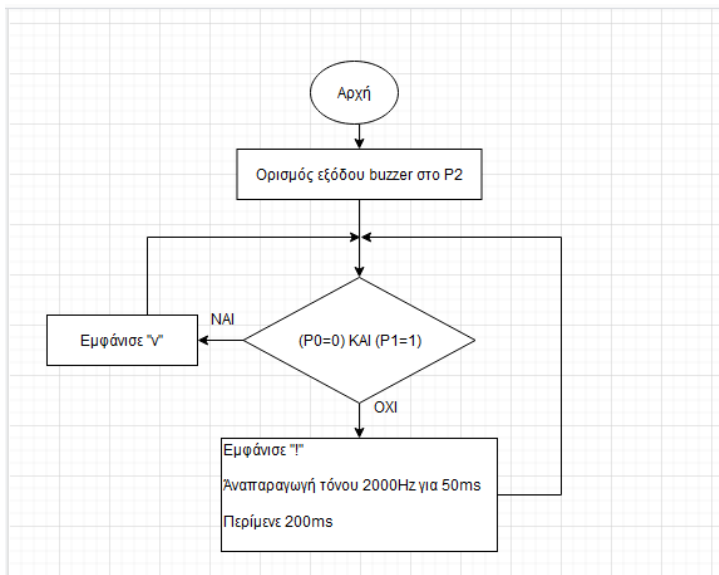 Αρχή
Ορισμός εξόδου buzzer στο P2
ΝΑΙ
Εμφάνισε "v"
(P0=0) ΚΑΙ (P1=1)
ΟΧΙ
Εμφάνισε "!"
Άναπαραγωγή τόνου 2000Hz για 50ms
Περίμενε 200ms